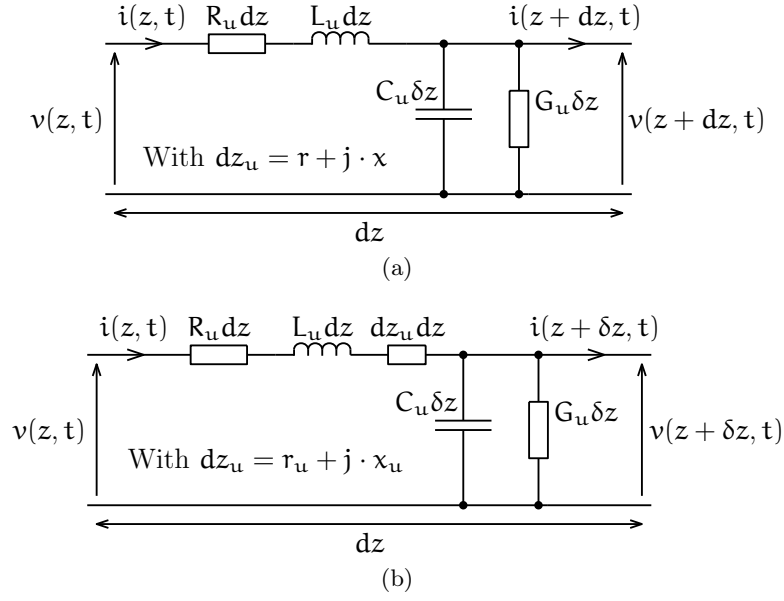 i(z, t) R_u dz L_u dz i(z + dz, t)
C_u δz
G_u δz
v(z, t) v(z + dz, t)
With dz_u = r + j · x
dz
(a)
i(z, t) R_u dz L_u dz dz_u dz i(z + δz, t)
C_u δz
G_u δz
v(z, t) v(z + δz, t)
With dz_u = r_u + j · x_u
dz
(b)